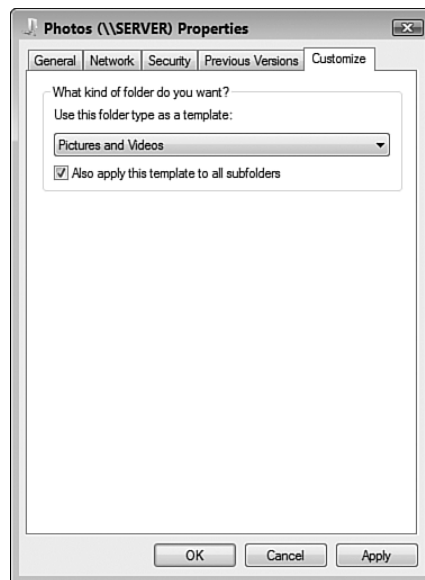 Photos (\\SERVER) Properties
General Network Security Previous Versions Customize
What kind of folder do you want?
Use this folder type as a template:
Pictures and Videos
Also apply this template to all subfolders
OK Cancel Apply